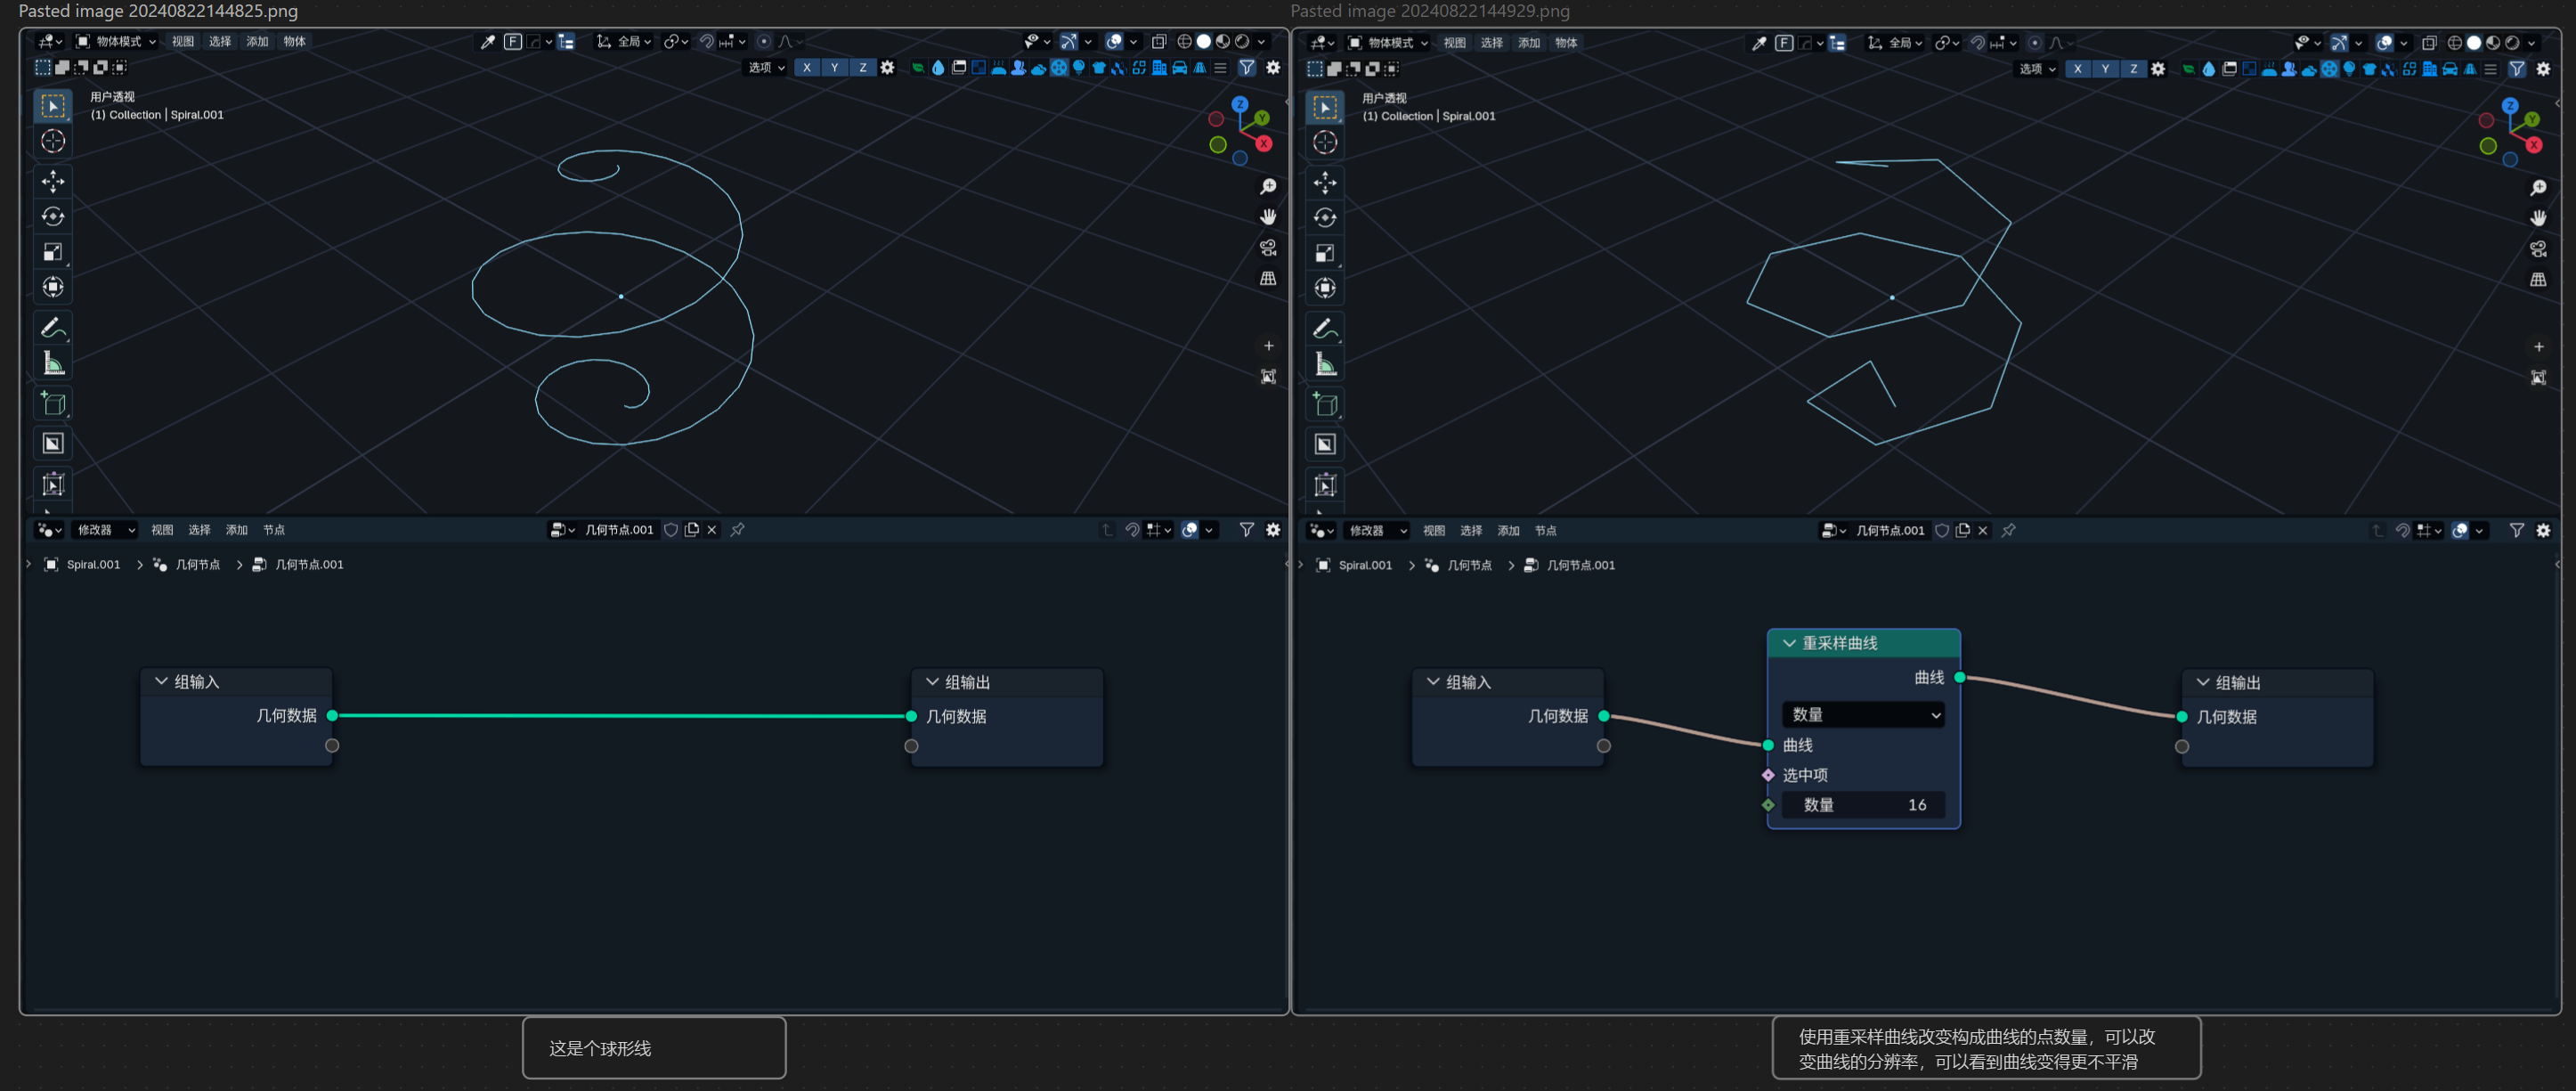 Pasted image 20240822144825.png
物体模式 视图 选择 添加 物体
F
全局
选项 X Y Z
用户透视
(1) Collection | Spiral.001
Z
Y
X
修改器 视图 选择 添加 节点
几何节点.001
Spiral.001 几何节点 几何节点.001
组输入
几何数据
组输出
几何数据
这是个球形线
Pasted image 20240822144929.png
物体模式 视图 选择 添加 物体
F
全局
选项 X Y Z
用户透视
(1) Collection | Spiral.001
Z
Y
X
修改器 视图 选择 添加 节点
几何节点.001
Spiral.001 几何节点 几何节点.001
组输入
几何数据
重采样曲线
曲线
数量
曲线
选中项
数量 16
组输出
几何数据
使用重采样曲线改变构成曲线的点数量，可以改
变曲线的分辨率，可以看到曲线变得更不平滑